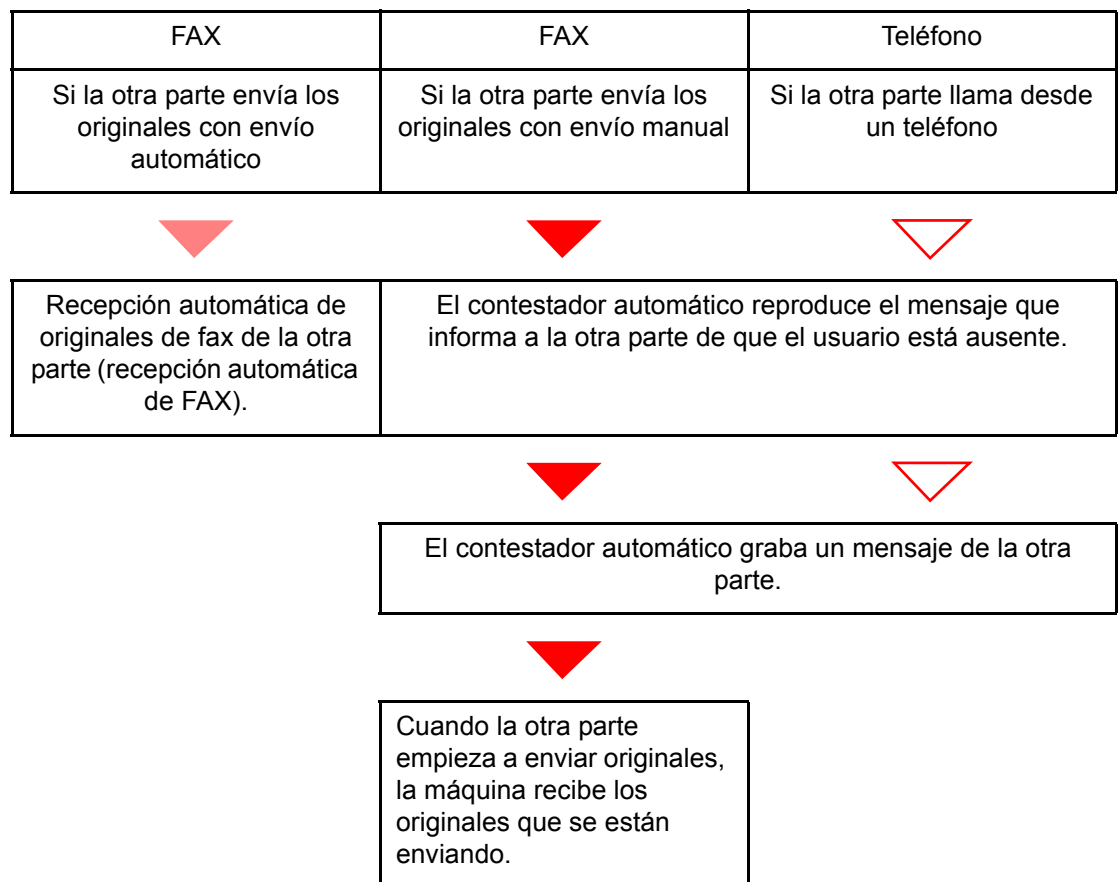 FAX
FAX
Teléfono
Si la otra parte envía los
originales con envío
automático
Si la otra parte envía los
originales con envío manual
Si la otra parte llama desde
un teléfono
Recepción automática de
originales de fax de la otra
parte (recepción automática
de FAX).
El contestador automático reproduce el mensaje que
informa a la otra parte de que el usuario está ausente.
El contestador automático graba un mensaje de la otra
parte.
Cuando la otra parte
empieza a enviar originales,
la máquina recibe los
originales que se están
enviando.